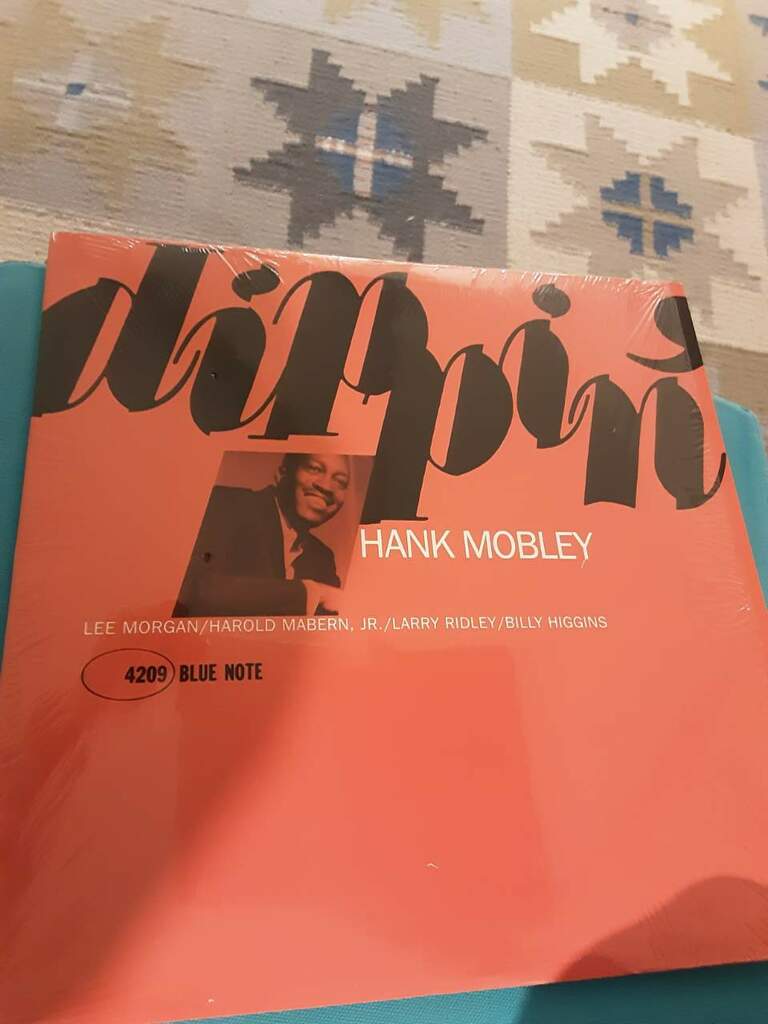 dippin'
HANK MOBLEY
LEE MORGAN/HAROLD MABERN, JR./LARRY RIDLEY/BILLY HIGGINS
4209 BLUE NOTE